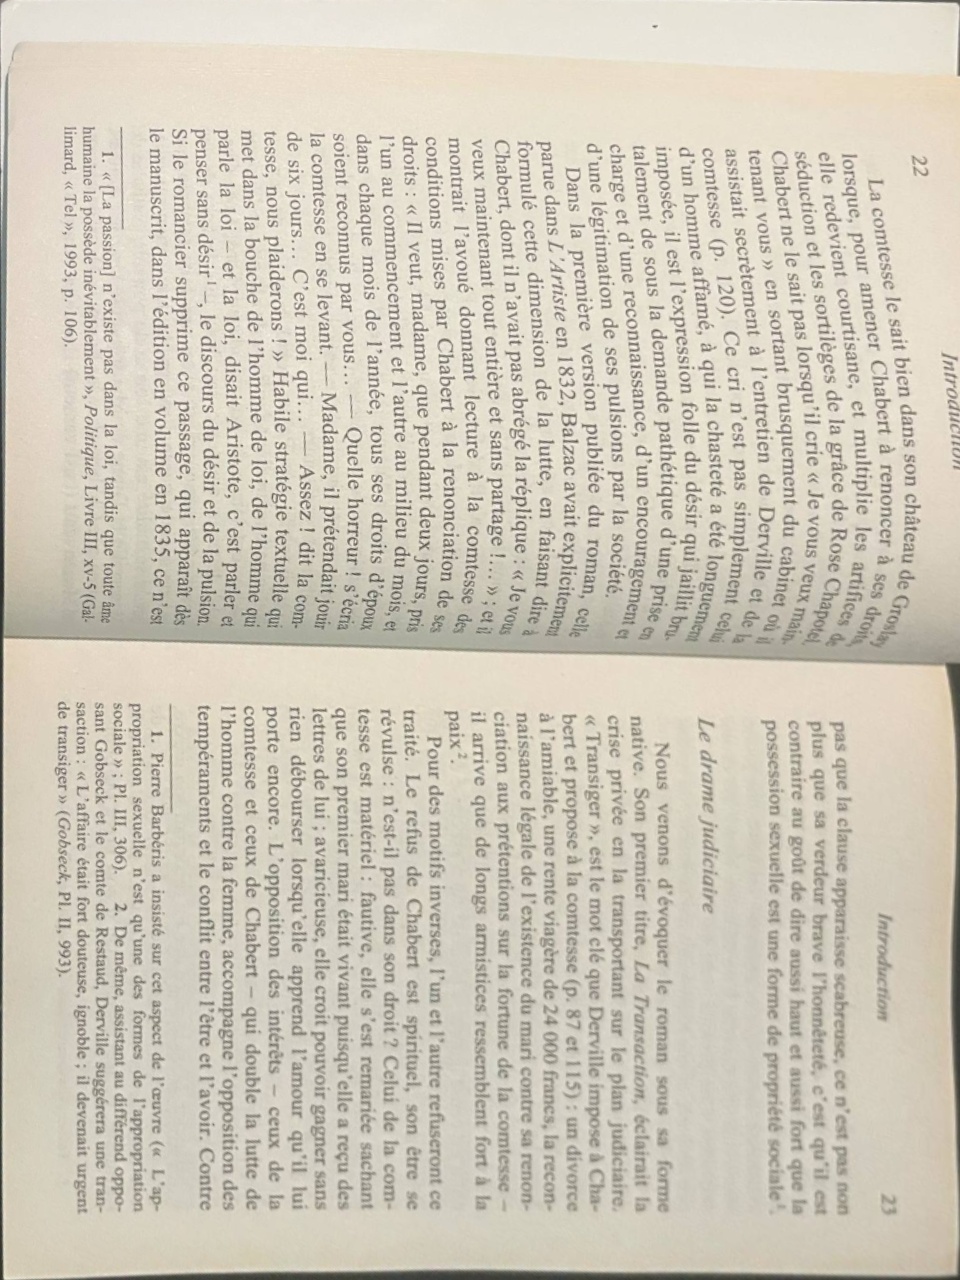 22
Introduction
La comtesse le sait bien dans son château de Groslay
lorsque, pour amener Chabert à renoncer à ses droits,
elle redevient courtisane, et multiplie les artifices de
séduction et les sortilèges de la grâce de Rose Chapotel.
Chabert ne le sait pas lorsqu'il crie « Je vous veux main-
tenant vous » en sortant brusquement du cabinet où il
assistait secrètement à l'entretien de Derville et de la
comtesse (p. 120). Ce cri n'est pas simplement celui
d'un homme affamé, à qui la chasteté a été longuement
imposée, il est l'expression folle du désir qui jaillit bru-
talement de sous la demande pathétique d'une prise en
charge et d'une reconnaissance, d'un encouragement et
d'une légitimation de ses pulsions par la société.
Dans la première version publiée du roman, celle
parue dans L'Artiste en 1832, Balzac avait explicitement
formulé cette dimension de la lutte, en faisant dire à
Chabert, dont il n'avait pas abrégé la réplique : « Je vous
veux maintenant tout entière et sans partage !... » ; et il
montrait l'avoué donnant lecture à la comtesse des
conditions mises par Chabert à la renonciation de ses
droits : « Il veut, madame, que pendant deux jours, pris
l'un au commencement et l'autre au milieu du mois, et
dans chaque mois de l'année, tous ses droits d'époux
soient reconnus par vous... — Quelle horreur ! s'écria
la comtesse en se levant. — Madame, il prétendait jouir
de six jours... C'est moi qui... — Assez ! dit la com-
tesse, nous plaiderons ! » Habile stratégie textuelle qui
met dans la bouche de l'homme de loi, de l'homme qui
parle la loi – et la loi, disait Aristote, c'est parler et
penser sans désir¹ –, le discours du désir et de la pulsion.
Si le romancier supprime ce passage, qui apparaît dès
le manuscrit, dans l'édition en volume en 1835, ce n'est
1. « [La passion] n'existe pas dans la loi, tandis que toute âme
humaine la possède inévitablement », Politique, Livre III, xv-5 (Gal-
limard, « Tel », 1993, p. 106).
Introduction
23
pas que la clause apparaisse scabreuse, ce n'est pas non
plus que sa verdeur brave l'honnêteté, c'est qu'il est
contraire au goût de dire aussi haut et aussi fort que la
possession sexuelle est une forme de propriété sociale¹.
Le drame judiciaire
Nous venons d'évoquer le roman sous sa forme
native. Son premier titre, La Transaction, éclairait la
crise privée en la transportant sur le plan judiciaire.
« Transiger », est le mot clé que Derville impose à Cha-
bert et propose à la comtesse (p. 87 et 115) : un divorce
à l'amiable, une rente viagère de 24 000 francs, la recon-
naissance légale de l'existence du mari contre sa renon-
ciation aux prétentions sur la fortune de la comtesse –
il arrive que de longs armistices ressemblent fort à la
paix².
Pour des motifs inverses, l'un et l'autre refuseront ce
traité. Le refus de Chabert est spirituel, son être se
révulse : n'est-il pas dans son droit ? Celui de la com-
tesse est matériel : fautive, elle s'est remariée sachant
que son premier mari était vivant puisqu'elle a reçu des
lettres de lui ; avaricieuse, elle croit pouvoir gagner sans
rien débourser lorsqu'elle apprend l'amour qu'il lui
porte encore. L'opposition des intérêts – ceux de la
comtesse et ceux de Chabert – qui double la lutte de
l'homme contre la femme, accompagne l'opposition des
tempéraments et le conflit entre l'être et l'avoir. Contre
1. Pierre Barbéris a insisté sur cet aspect de l'œuvre (« L'ap-
propriation sexuelle n'est qu'une des formes de l'appropriation
sociale » ; Pl. III, 306). 2. De même, assistant au différend oppo-
sant Gobseck et le comte de Restaud, Derville suggérera une tran-
saction : « L'affaire était fort douteuse, ignoble ; il devenait urgent
de transiger » (Gobseck, Pl. II, 993).